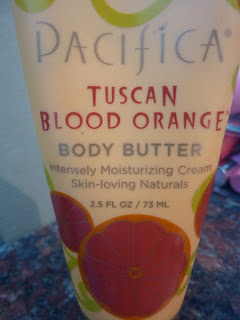 PACIFICA®
TUSCAN
BLOOD ORANGE
BODY BUTTER
Intensely Moisturizing Cream
Skin-loving Naturals
2.5 FL OZ / 73 ML